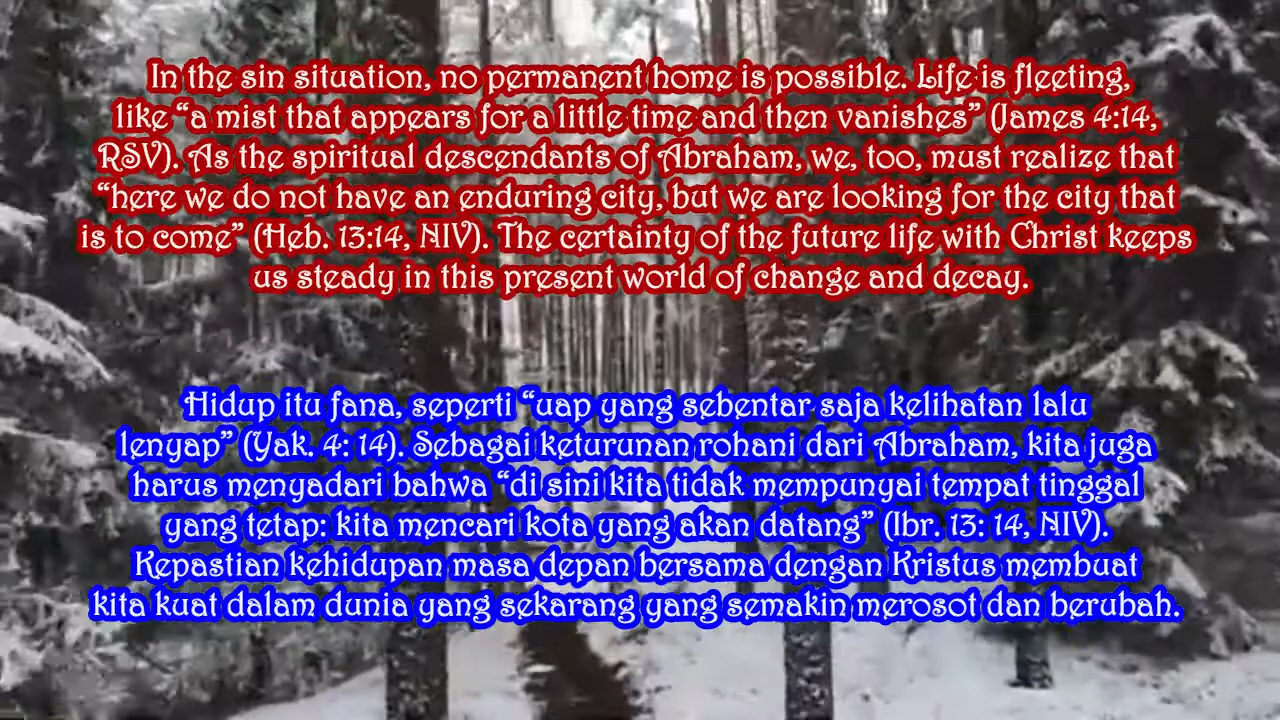 In the sin situation, no permanent home is possible. Life is fleeting,
like “a mist that appears for a little time and then vanishes” (James 4:14,
RSV). As the spiritual descendants of Abraham, we, too, must realize that
“here we do not have an enduring city, but we are looking for the city that
is to come” (Heb. 13:14, NIV). The certainty of the future life with Christ keeps
us steady in this present world of change and decay.
Hidup itu fana, seperti “uap yang sebentar saja kelihatan lalu
lenyap” (Yak. 4: 14). Sebagai keturunan rohani dari Abraham, kita juga
harus menyadari bahwa “di sini kita tidak mempunyai tempat tinggal
yang tetap; kita mencari kota yang akan datang” (Ibr. 13: 14, NIV).
Kepastian kehidupan masa depan bersama dengan Kristus membuat
kita kuat dalam dunia yang sekarang yang semakin merosot dan berubah.